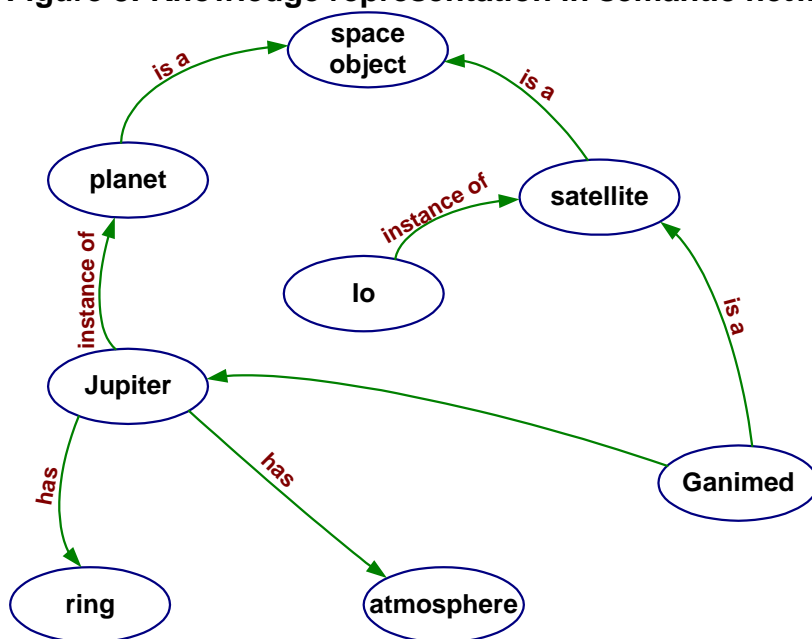 space
object
is a
is a
planet
satellite
instance of
instance of
Io
is a
Jupiter
has
has
Ganimed
ring
atmosphere